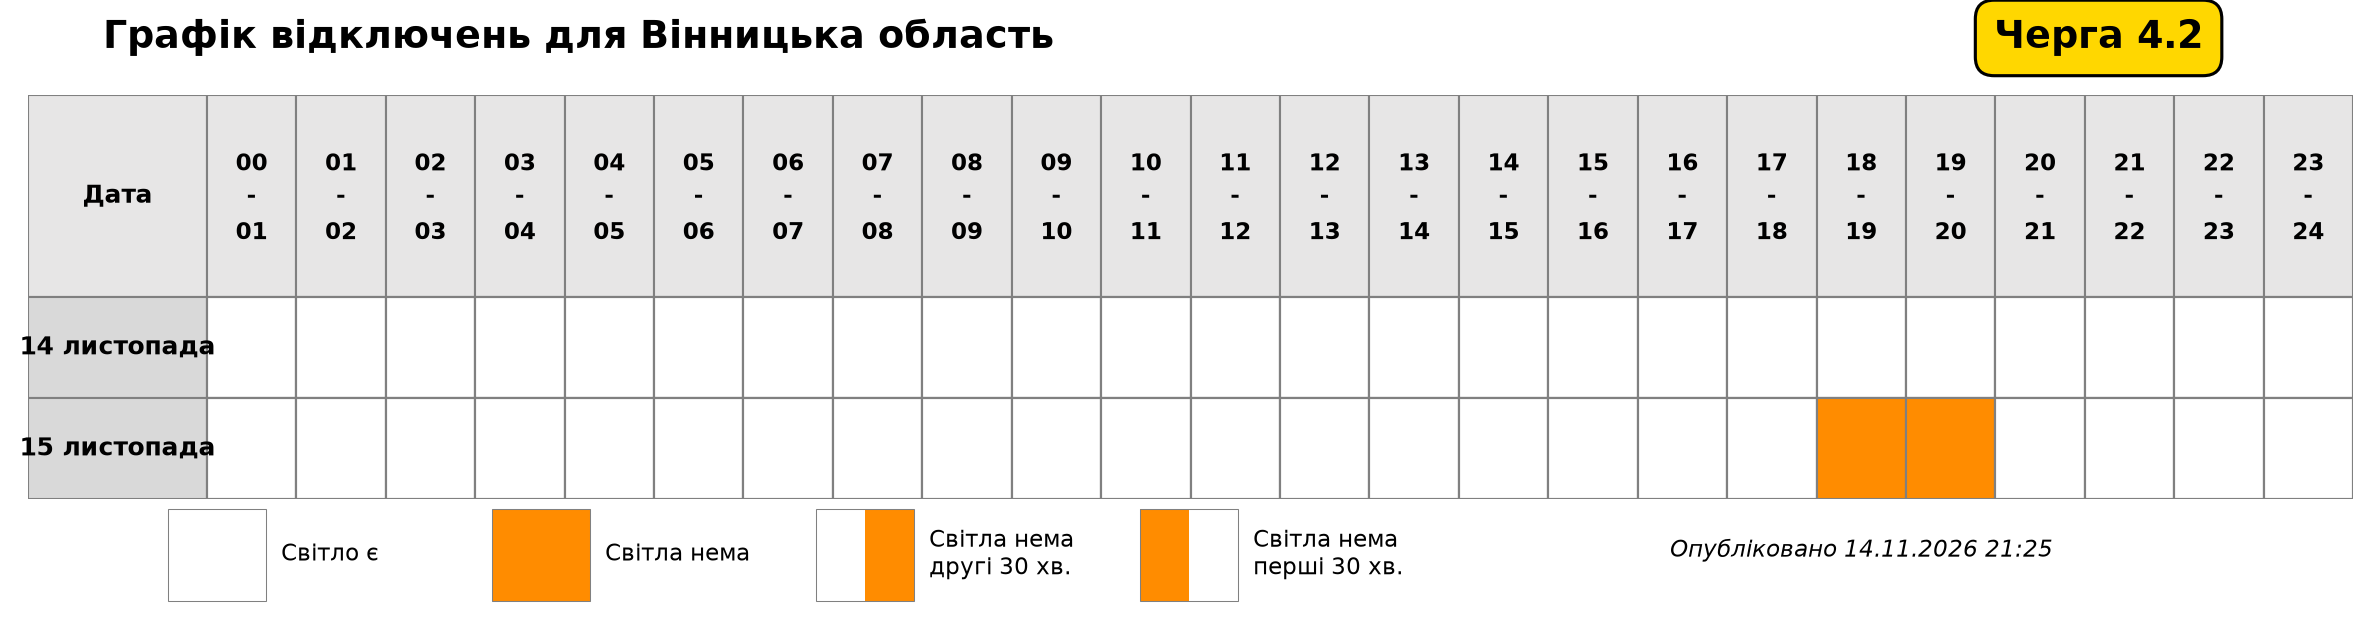 Графік відключень для Вінницька область
Черга 4.2
Дата
00 - 01
01 - 02
02 - 03
03 - 04
04 - 05
05 - 06
06 - 07
07 - 08
08 - 09
09 - 10
10 - 11
11 - 12
12 - 13
13 - 14
14 - 15
15 - 16
16 - 17
17 - 18
18 - 19
19 - 20
20 - 21
21 - 22
22 - 23
23 - 24
14 листопада
15 листопада
Світло є
Світла нема
Світла нема
другі 30 хв.
Світла нема
перші 30 хв.
Опубліковано 14.11.2026 21:25